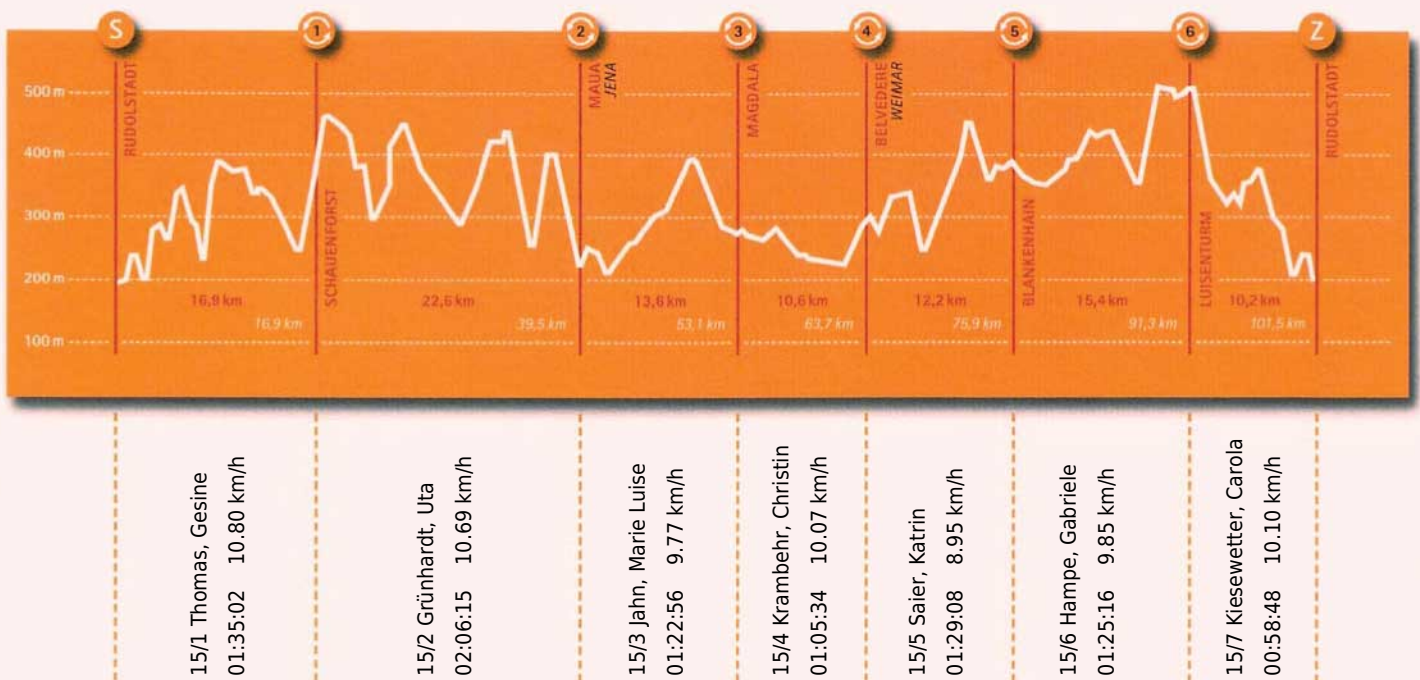 S
1
2
3
4
5
6
Z
500 m
400 m
300 m
200 m
100 m
RUDOLSTADT
SCHAUENFORST
MAUA
JENA
MAGDALA
BELVEDERE
WEIMAR
BLANKENHAIN
LUISENTURM
RUDOLSTADT
16,9 km
22,6 km
13,6 km
10,6 km
12,2 km
15,4 km
10,2 km
16,9 km
39,5 km
53,1 km
63,7 km
75,9 km
91,3 km
101,5 km
15/1 Thomas, Gesine
01:35:02 10.80 km/h
15/2 Grünhardt, Uta
02:06:15 10.69 km/h
15/3 Jahn, Marie Luise
01:22:56 9.77 km/h
15/4 Krambehr, Christin
01:05:34 10.07 km/h
15/5 Saier, Katrin
01:29:08 8.95 km/h
15/6 Hampe, Gabriele
01:25:16 9.85 km/h
15/7 Kiesewetter, Carola
00:58:48 10.10 km/h